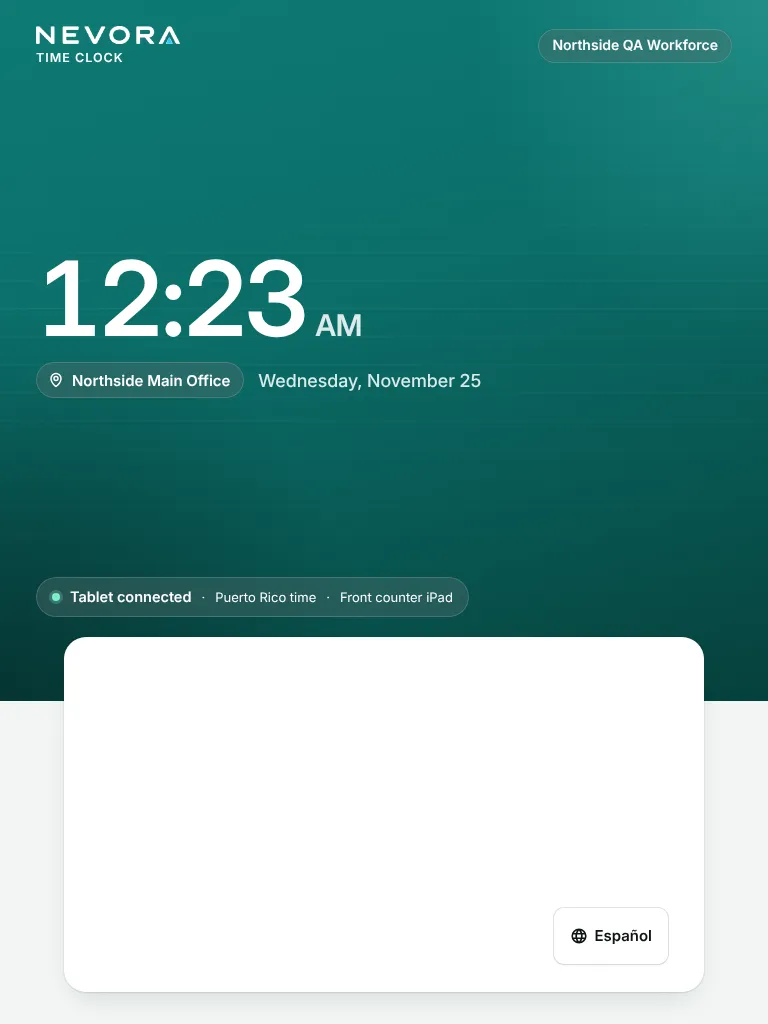 NEVORA
TIME CLOCK
Northside QA Workforce
12:23 AM
Northside Main Office
Wednesday, November 25
Tablet connected · Puerto Rico time · Front counter iPad
Español